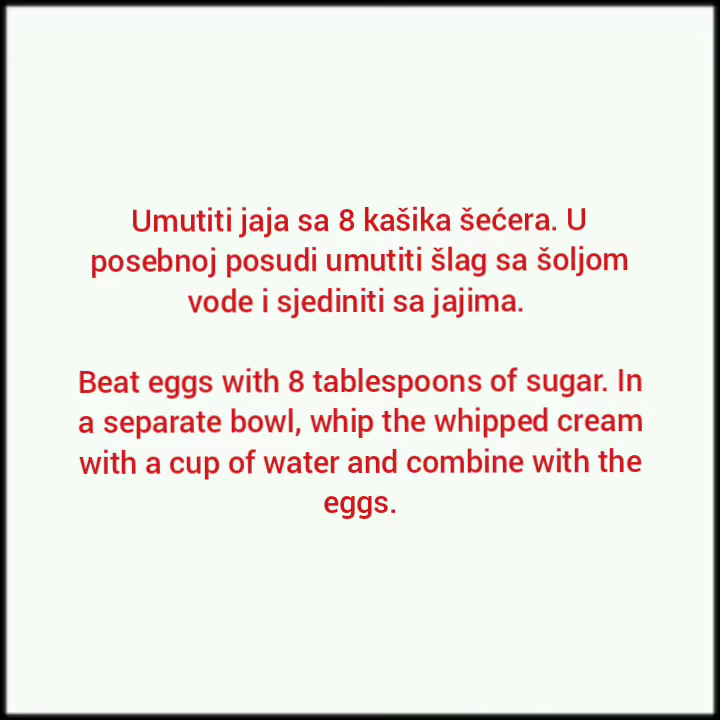 Umutiti jaja sa 8 kašika šećera. U
posebnoj posudi umutiti šlag sa šoljom
vode i sjediniti sa jajima.
Beat eggs with 8 tablespoons of sugar. In
a separate bowl, whip the whipped cream
with a cup of water and combine with the
eggs.